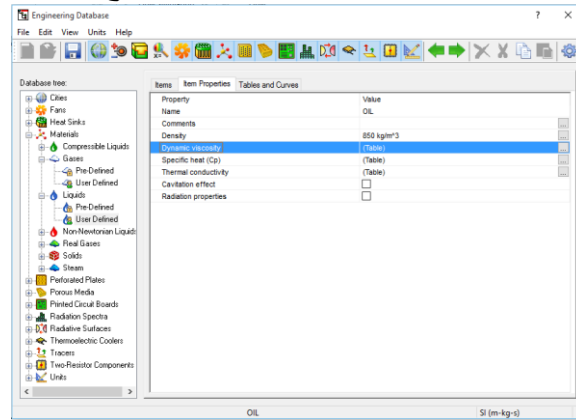 Engineering Database
File Edit View Units Help
Database tree:
Items Item Properties Tables and Curves
Cities
Fans
Heat Sinks
Materials
Compressible Liquids
Gases
Pre-Defined
User Defined
Liquids
Pre-Defined
User Defined
Non-Newtonian Liquids
Real Gases
Solids
Steam
Perforated Plates
Porous Media
Printed Circuit Boards
Radiation Spectra
Radiative Surfaces
Thermoelectric Coolers
Tracers
Two-Resistor Components
Units
Property Value
Name OIL
Comments ...
Density 850 kg/m^3 ...
Dynamic viscosity (Table) ...
Specific heat (Cp) (Table) ...
Thermal conductivity (Table) ...
Cavitation effect
Radiation properties
OIL SI (m-kg-s)